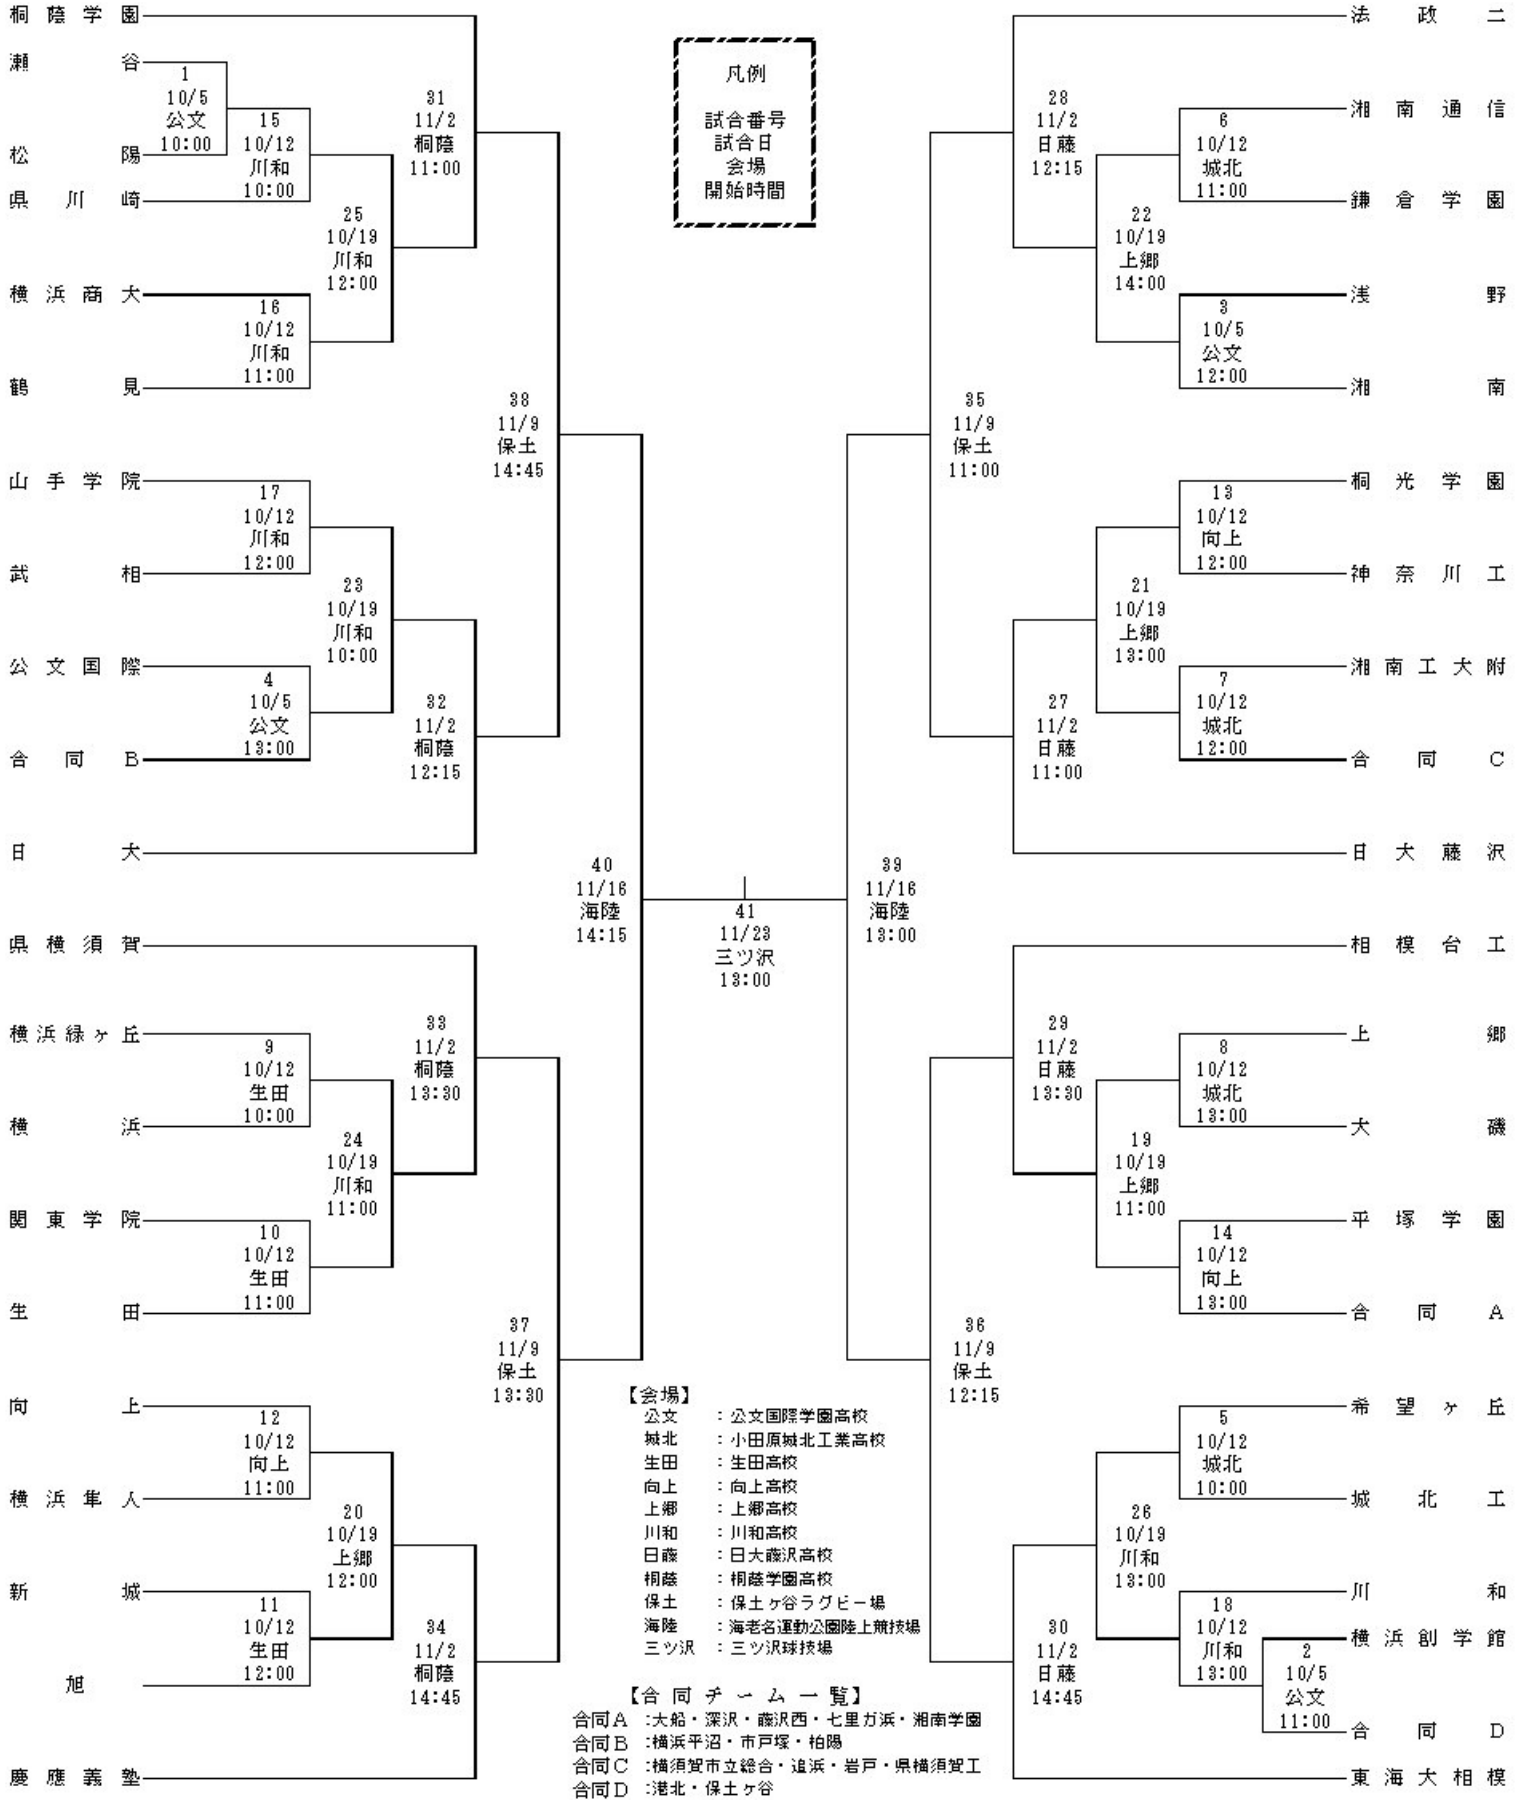 桐蔭学園
瀬谷
1
10/5
公文
10:00
松陽
15
10/12
川和
10:00
県川崎
25
10/19
川和
12:00
横浜商大
16
10/12
川和
11:00
鶴見
31
11/2
桐蔭
11:00
38
11/9
保土
14:45
山手学院
17
10/12
川和
12:00
武相
23
10/19
川和
10:00
公文国際
4
10/5
公文
13:00
合同B
32
11/2
桐蔭
12:15
日大
40
11/16
海陸
14:15
県横須賀
33
11/2
桐蔭
13:30
横浜緑ヶ丘
9
10/12
生田
10:00
横浜
24
10/19
川和
11:00
関東学院
10
10/12
生田
11:00
生田
37
11/9
保土
13:30
向上
12
10/12
向上
11:00
横浜隼人
20
10/19
上郷
12:00
新城
11
10/12
生田
12:00
旭
34
11/2
桐蔭
14:45
慶應義塾
凡例
試合番号
試合日
会場
開始時間
41
11/23
三ツ沢
13:00
法政二
28
11/2
日藤
12:15
湘南通信
6
10/12
城北
11:00
鎌倉学園
22
10/19
上郷
14:00
浅野
3
10/5
公文
12:00
湘南
35
11/9
保土
11:00
桐光学園
13
10/12
向上
12:00
神奈川工
21
10/19
上郷
13:00
湘南工大附
7
10/12
城北
12:00
合同C
27
11/2
日藤
11:00
日大藤沢
39
11/16
海陸
13:00
相模台工
29
11/2
日藤
13:30
上郷
8
10/12
城北
13:00
大磯
19
10/19
上郷
11:00
平塚学園
14
10/12
向上
13:00
合同A
36
11/9
保土
12:15
希望ヶ丘
5
10/12
城北
10:00
城北工
26
10/19
川和
13:00
川和
18
10/12
川和
13:00
横浜創学館
2
10/5
公文
11:00
合同D
30
11/2
日藤
14:45
東海大相模
【会場】
公文 :公文国際学園高校
城北 :小田原城北工業高校
生田 :生田高校
向上 :向上高校
上郷 :上郷高校
川和 :川和高校
日藤 :日大藤沢高校
桐蔭 :桐蔭学園高校
保土 :保土ヶ谷ラグビー場
海陸 :海老名運動公園陸上競技場
三ツ沢 :三ツ沢球技場
【合同チーム一覧】
合同A :大船・深沢・藤沢西・七里ガ浜・湘南学園
合同B :横浜平沼・市戸塚・柏陽
合同C :横須賀市立総合・追浜・岩戸・県横須賀工
合同D :港北・保土ヶ谷